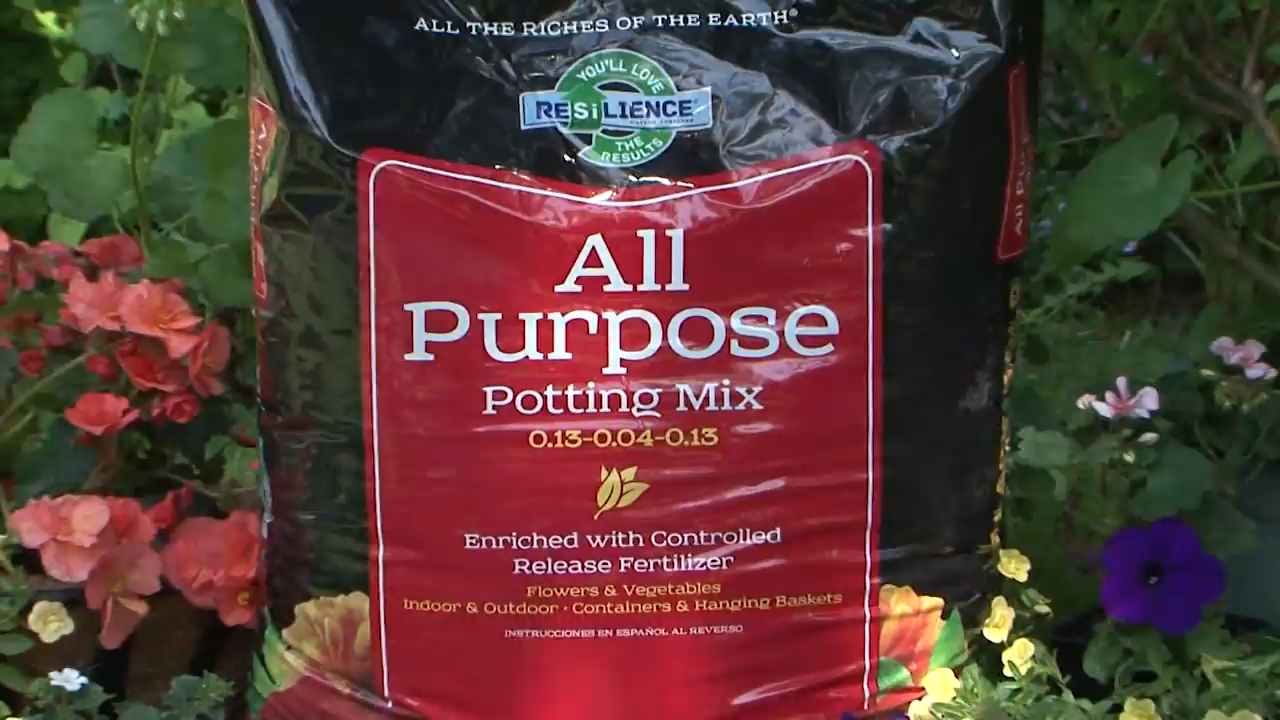 ALL THE RICHES OF THE EARTH®
YOU'LL LOVE
RESiLIENCE
THE
RESULTS
All
Purpose
Potting Mix
0.13-0.04-0.13
Enriched with Controlled
Release Fertilizer
Flowers & Vegetables
Indoor & Outdoor · Containers & Hanging Baskets
INSTRUCCIONES EN ESPAÑOL AL REVERSO